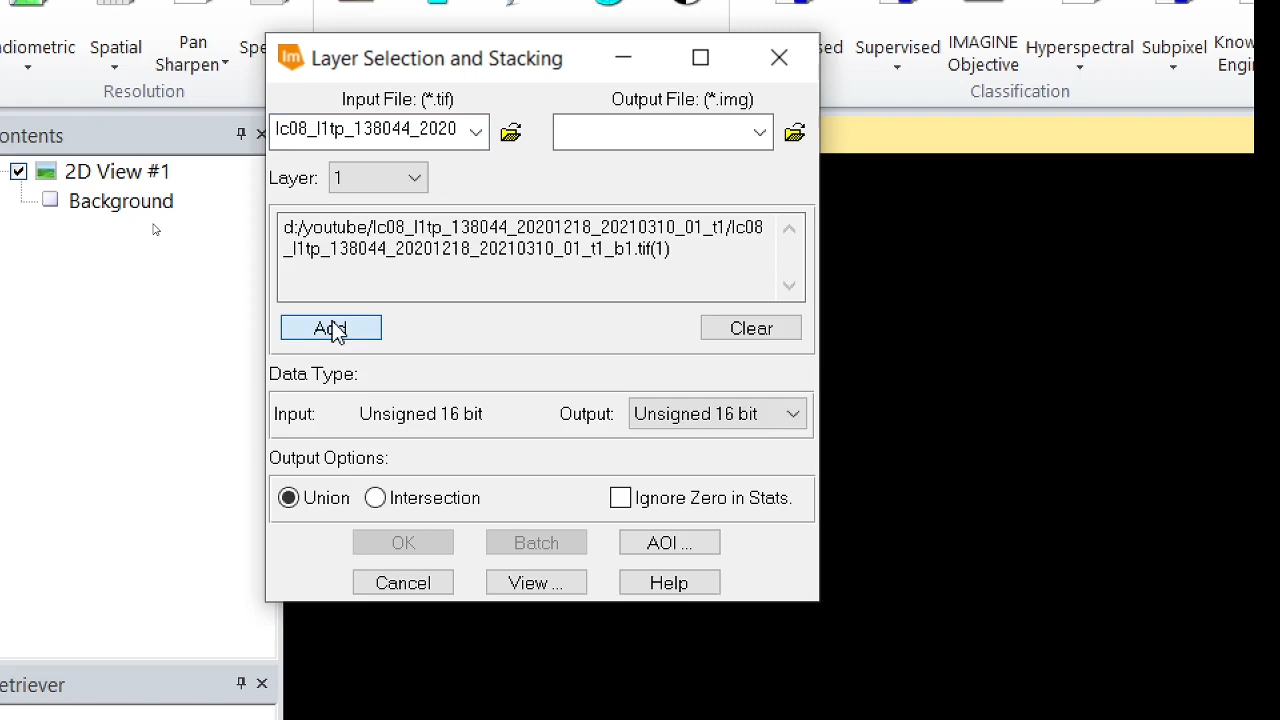 adiometric
Spatial
Pan
Sharpen
Spe
Resolution
Im
Layer Selection and Stacking
sed
Supervised
IMAGINE
Objective
Hyperspectral
Subpixel
Know
Engi
Classification
ontents
2D View #1
Background
Input File: (*.tif)
Output File: (*.img)
lc08_l1tp_138044_2020
Layer:
1
d:/youtube/lc08_l1tp_138044_20201218_20210310_01_t1/lc08
_l1tp_138044_20201218_20210310_01_t1_b1.tif(1)
Add
Clear
Data Type:
Input:
Unsigned 16 bit
Output:
Unsigned 16 bit
Output Options:
Union
Intersection
Ignore Zero in Stats.
OK
Batch
AOI ...
Cancel
View ...
Help
etriever